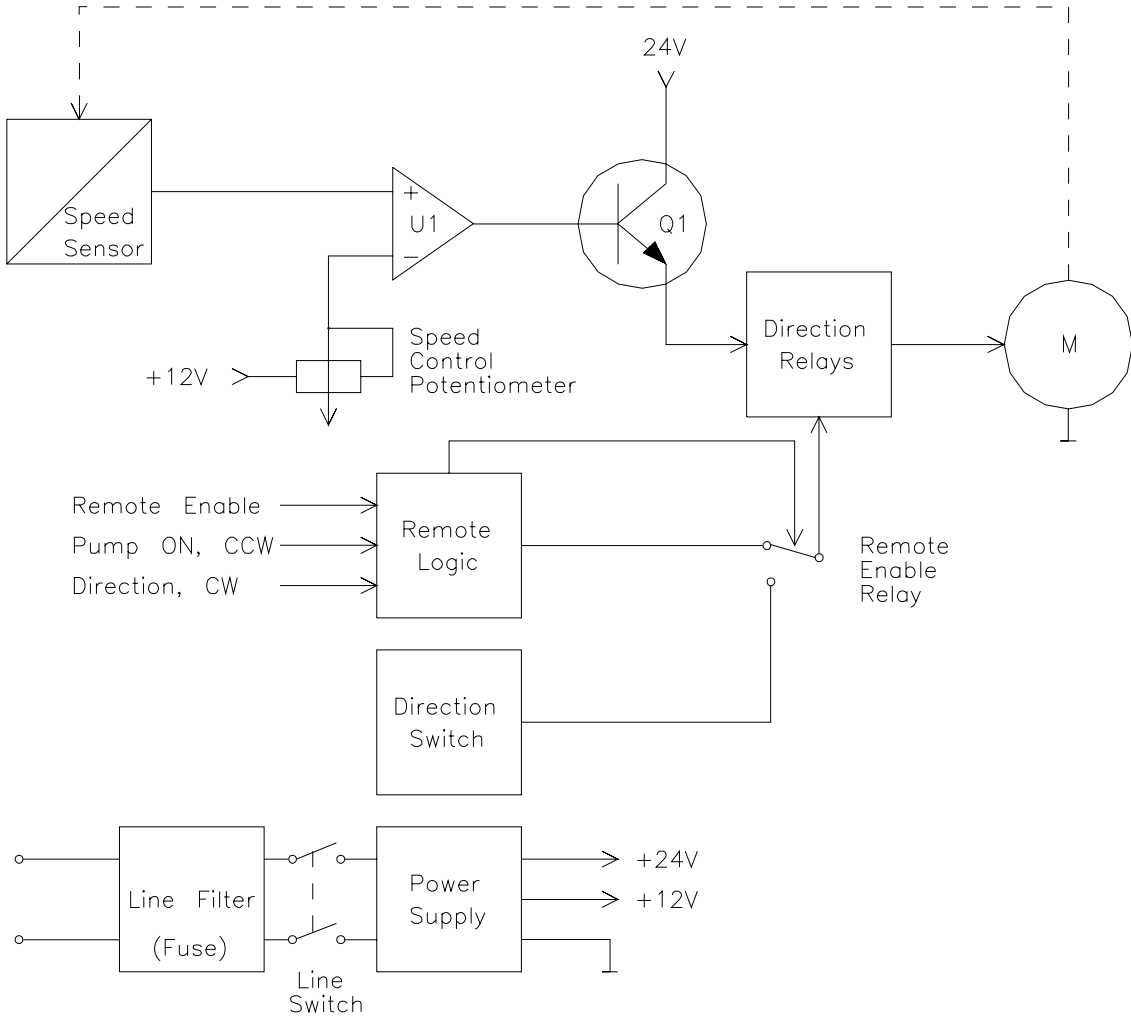 24V
Speed
Sensor
+
U1
−
Q1
Direction
Relays
M
+12V
Speed
Control
Potentiometer
Remote Enable
Pump ON, CCW
Direction, CW
Remote
Logic
Remote
Enable
Relay
Direction
Switch
Line Filter
(Fuse)
Line
Switch
Power
Supply
+24V
+12V